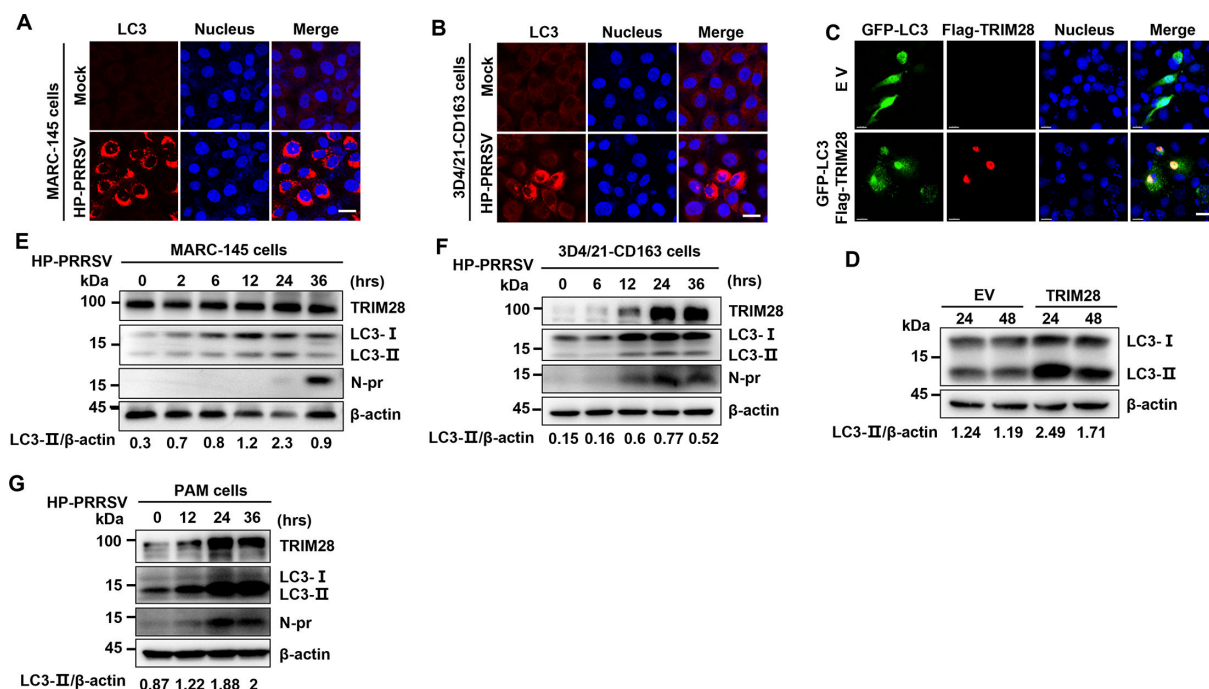 A
LC3 Nucleus Merge
MARC-145 cells
Mock
HP-PRRSV
B
LC3 Nucleus Merge
3D4/21-CD163 cells
Mock
HP-PRRSV
C
GFP-LC3 Flag-TRIM28 Nucleus Merge
E V
GFP-LC3
Flag-TRIM28
E
MARC-145 cells
HP-PRRSV
kDa 0 2 6 12 24 36 (hrs)
100 TRIM28
LC3- I
15 LC3-II
15 N-pr
45 β-actin
LC3-II/β-actin 0.3 0.7 0.8 1.2 2.3 0.9
F
3D4/21-CD163 cells
HP-PRRSV
kDa 0 6 12 24 36 (hrs)
100 TRIM28
LC3- I
15 LC3-II
15 N-pr
45 β-actin
LC3-II/β-actin 0.15 0.16 0.6 0.77 0.52
D
EV TRIM28
kDa 24 48 24 48
LC3- I
15 LC3-II
45 β-actin
LC3-II/β-actin 1.24 1.19 2.49 1.71
G
PAM cells
HP-PRRSV
kDa 0 12 24 36 (hrs)
100 TRIM28
LC3- I
15 LC3-II
15 N-pr
45 β-actin
LC3-II/β-actin 0.87 1.22 1.88 2